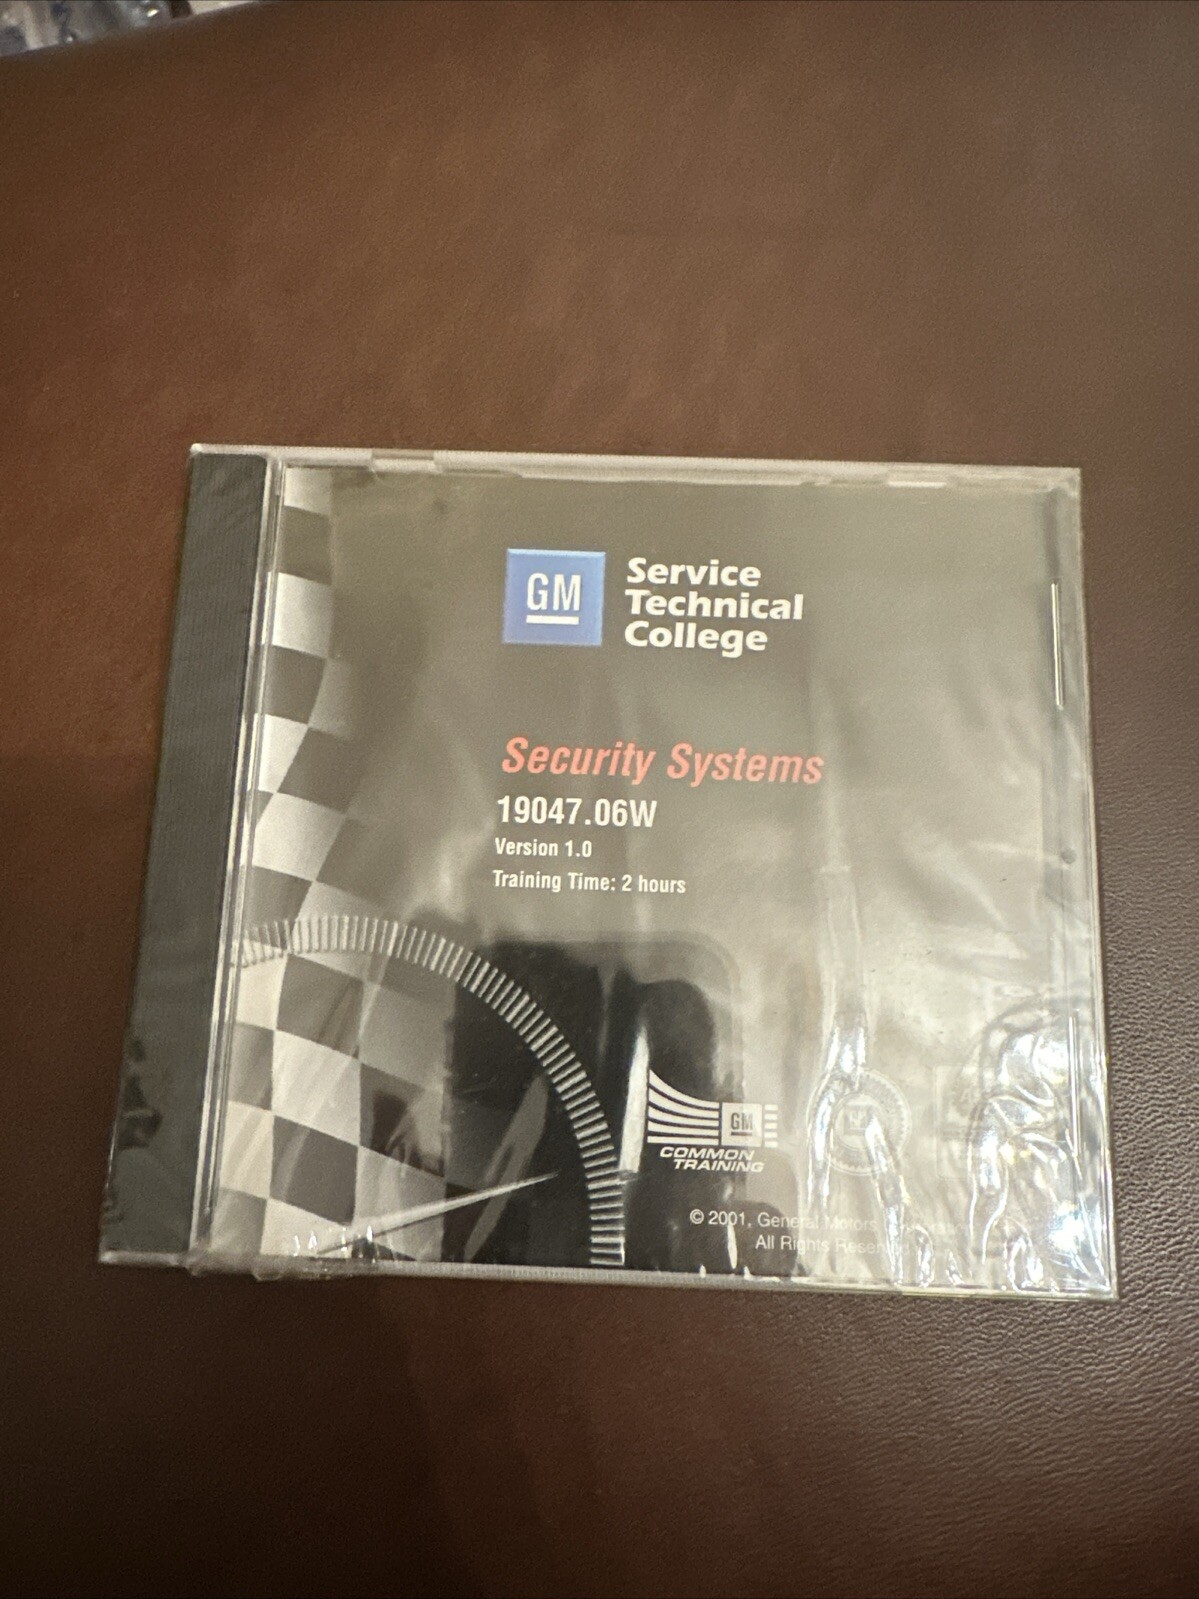 GM
Service
Technical
College
Security Systems
19047.06W
Version 1.0
Training Time: 2 hours
GM
COMMON
TRAINING
© 2001, General Motors
All Rights Reserved